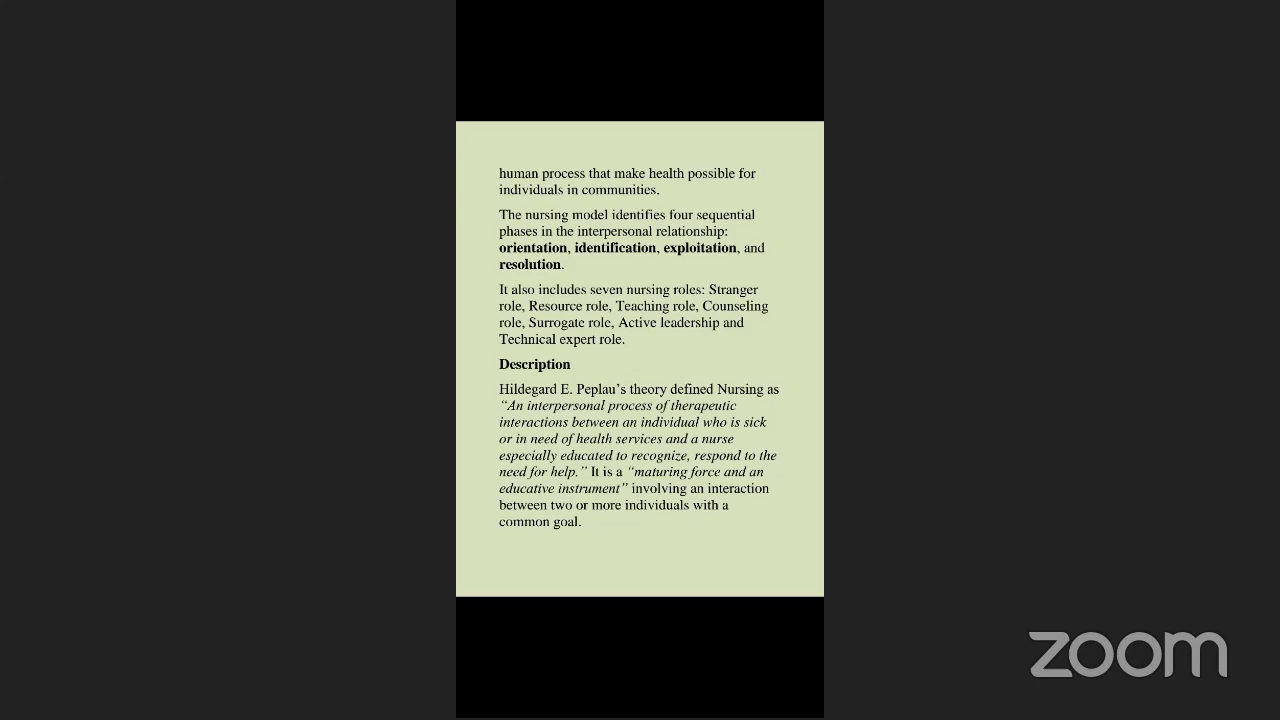 human process that make health possible for
individuals in communities.
The nursing model identifies four sequential
phases in the interpersonal relationship:
orientation, identification, exploitation, and
resolution.
It also includes seven nursing roles: Stranger
role, Resource role, Teaching role, Counseling
role, Surrogate role, Active leadership and
Technical expert role.
Description
Hildegard E. Peplau’s theory defined Nursing as
“An interpersonal process of therapeutic
interactions between an individual who is sick
or in need of health services and a nurse
especially educated to recognize, respond to the
need for help.” It is a “maturing force and an
educative instrument” involving an interaction
between two or more individuals with a
common goal.
zoom